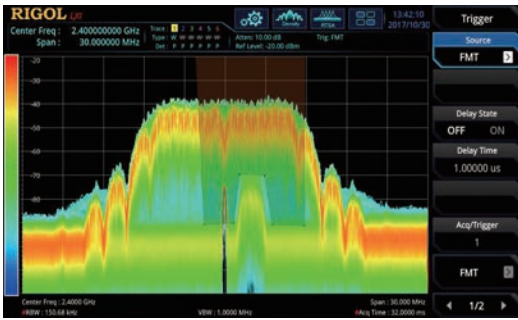 RIGOL
13:42:10
2017/10/30
Center Freq : 2.400000000 GHz
Span : 30.000000 MHz
Trace : 1 2 3 4 5 6
Type : W W W W W W
Det : P P P P P P
Atten: 10.00 dB
Ref Level: -20.00 dBm
Trig: FMT
Density
RTSA
-20
-30
-40
-50
-60
-70
-80
Center Freq : 2.4000 GHz
Span : 30.000 MHz
#RBW : 150.68 kHz
VBW : 1.0000 MHz
#Acq Time : 32.0000 ms
Trigger
Source
FMT
Delay State
OFF ON
Delay Time
1.00000 us
Acq/Trigger
1
FMT
1/2